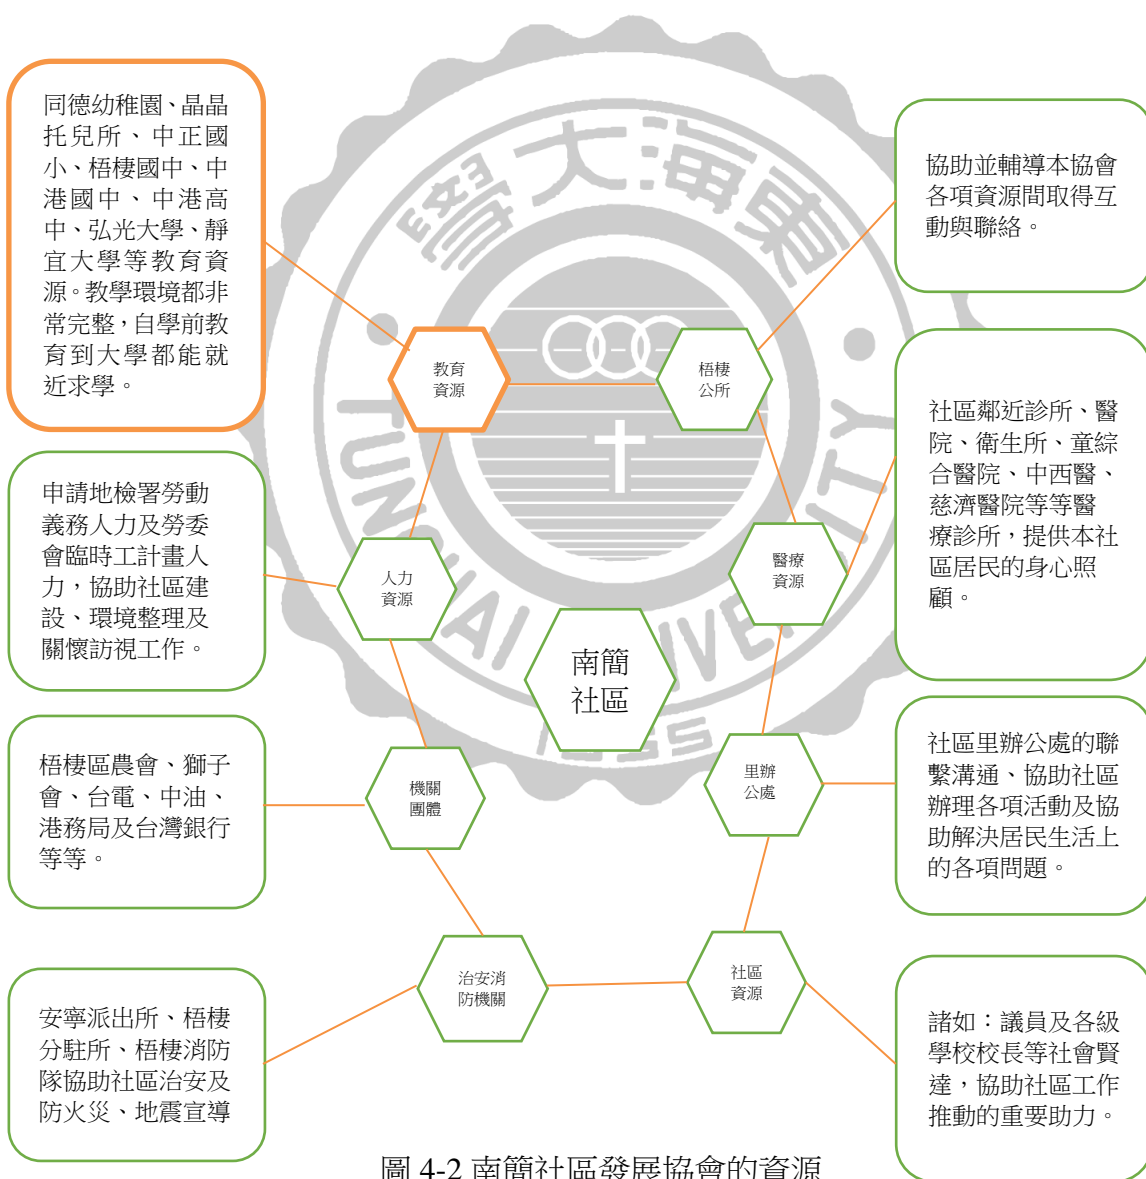 同德幼稚園、晶晶
托兒所、中正國
小、梧棲國中、中
港國中、中港高
中、弘光大學、靜
宜大學等教育資
源。教學環境都非
常完整，自學前教
育到大學都能就
近求學。
協助並輔導本協會
各項資源間取得互
動與聯絡。
學大海東
TUNGHAI UNIVERSITY
1955
教育
資源
梧棲
公所
社區鄰近診所、醫
院、衛生所、童綜
合醫院、中西醫、
慈濟醫院等等醫
療診所，提供本社
區居民的身心照
顧。
申請地檢署勞動
義務人力及勞委
會臨時工計畫人
力，協助社區建
設、環境整理及
關懷訪視工作。
人力
資源
醫療
資源
南簡
社區
梧棲區農會、獅子
會、台電、中油、
港務局及台灣銀行
等等。
機關
團體
里辦
公處
社區里辦公處的聯
繫溝通、協助社區
辦理各項活動及協
助解決居民生活上
的各項問題。
安寧派出所、梧棲
分駐所、梧棲消防
隊協助社區治安及
防火災、地震宣導
治安消
防機關
社區
資源
諸如：議員及各級
學校校長等社會賢
達，協助社區工作
推動的重要助力。
圖 4-2 南簡社區發展協會的資源